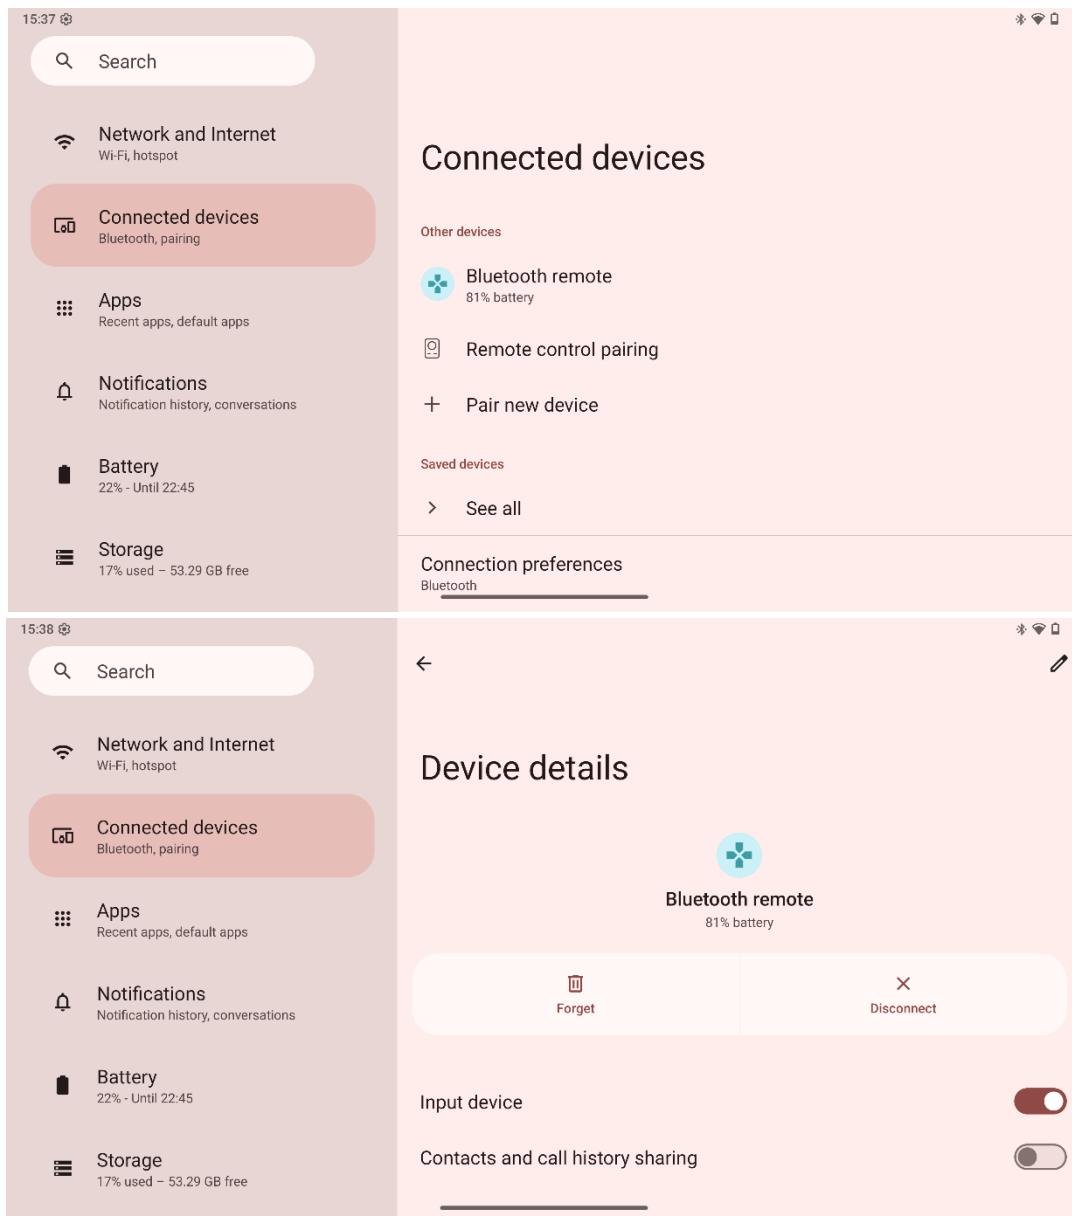 15:37
Search
Network and Internet
Wi-Fi, hotspot
Connected devices
Bluetooth, pairing
Apps
Recent apps, default apps
Notifications
Notification history, conversations
Battery
22% - Until 22:45
Storage
17% used – 53.29 GB free
Connected devices
Other devices
Bluetooth remote
81% battery
Remote control pairing
Pair new device
Saved devices
See all
Connection preferences
Bluetooth
15:38
Search
Network and Internet
Wi-Fi, hotspot
Connected devices
Bluetooth, pairing
Apps
Recent apps, default apps
Notifications
Notification history, conversations
Battery
22% - Until 22:45
Storage
17% used – 53.29 GB free
Device details
Bluetooth remote
81% battery
Forget
Disconnect
Input device
Contacts and call history sharing